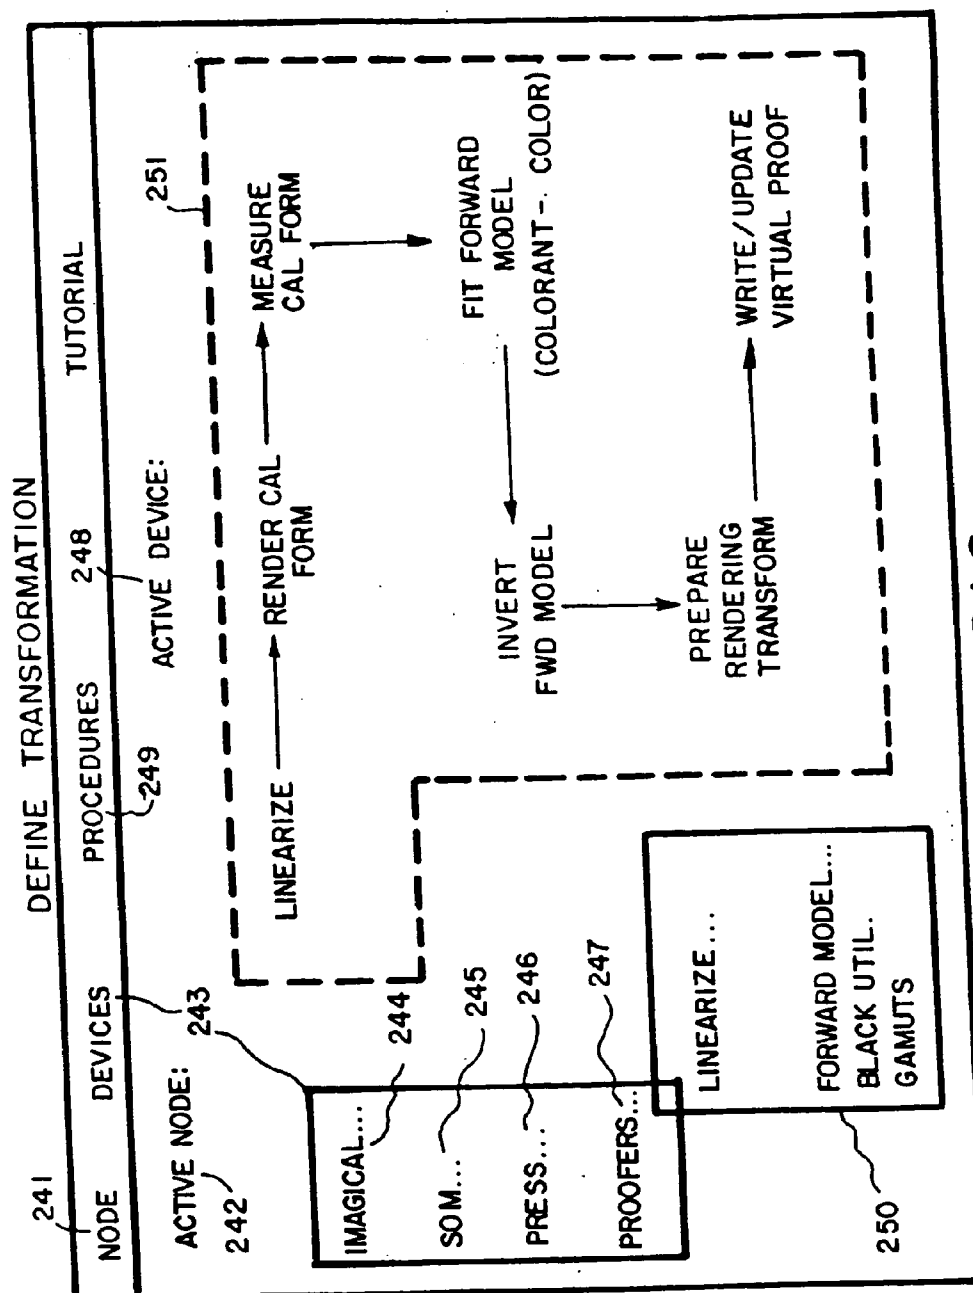 DEFINE TRANSFORMATION
241
NODE DEVICES PROCEDURES TUTORIAL
243
249
248
ACTIVE NODE:
242
ACTIVE DEVICE:
251
IMAGICAL...
244
SOM...
245
PRESS...
246
PROOFERS...
247
LINEARIZE...
FORWARD MODEL...
BLACK UTIL.
GAMUTS
250
LINEARIZE
RENDER CAL
FORM
MEASURE
CAL FORM
FIT FORWARD
MODEL
(COLORANT-. COLOR)
INVERT
FWD MODEL
PREPARE
RENDERING
TRANSFORM
WRITE/UPDATE
VIRTUAL PROOF